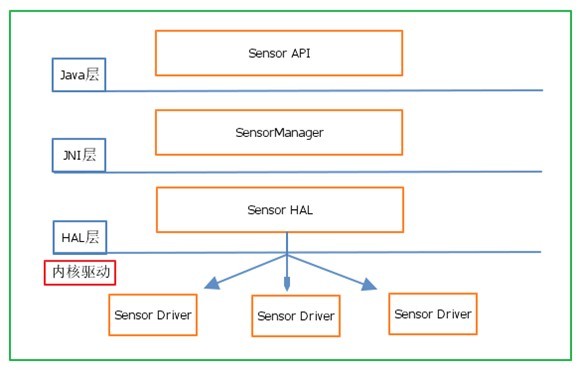 Sensor API
Java层
SensorManager
JNI层
Sensor HAL
HAL层
内核驱动
Sensor Driver
Sensor Driver
Sensor Driver